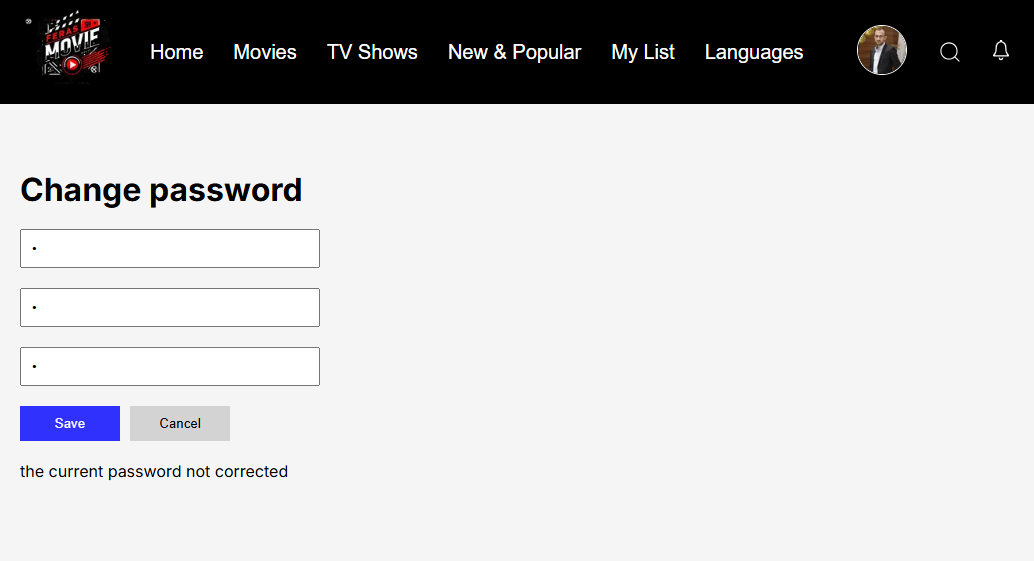 FERAS
MOVIE
Home Movies TV Shows New & Popular My List Languages
Change password
Save Cancel
the current password not corrected